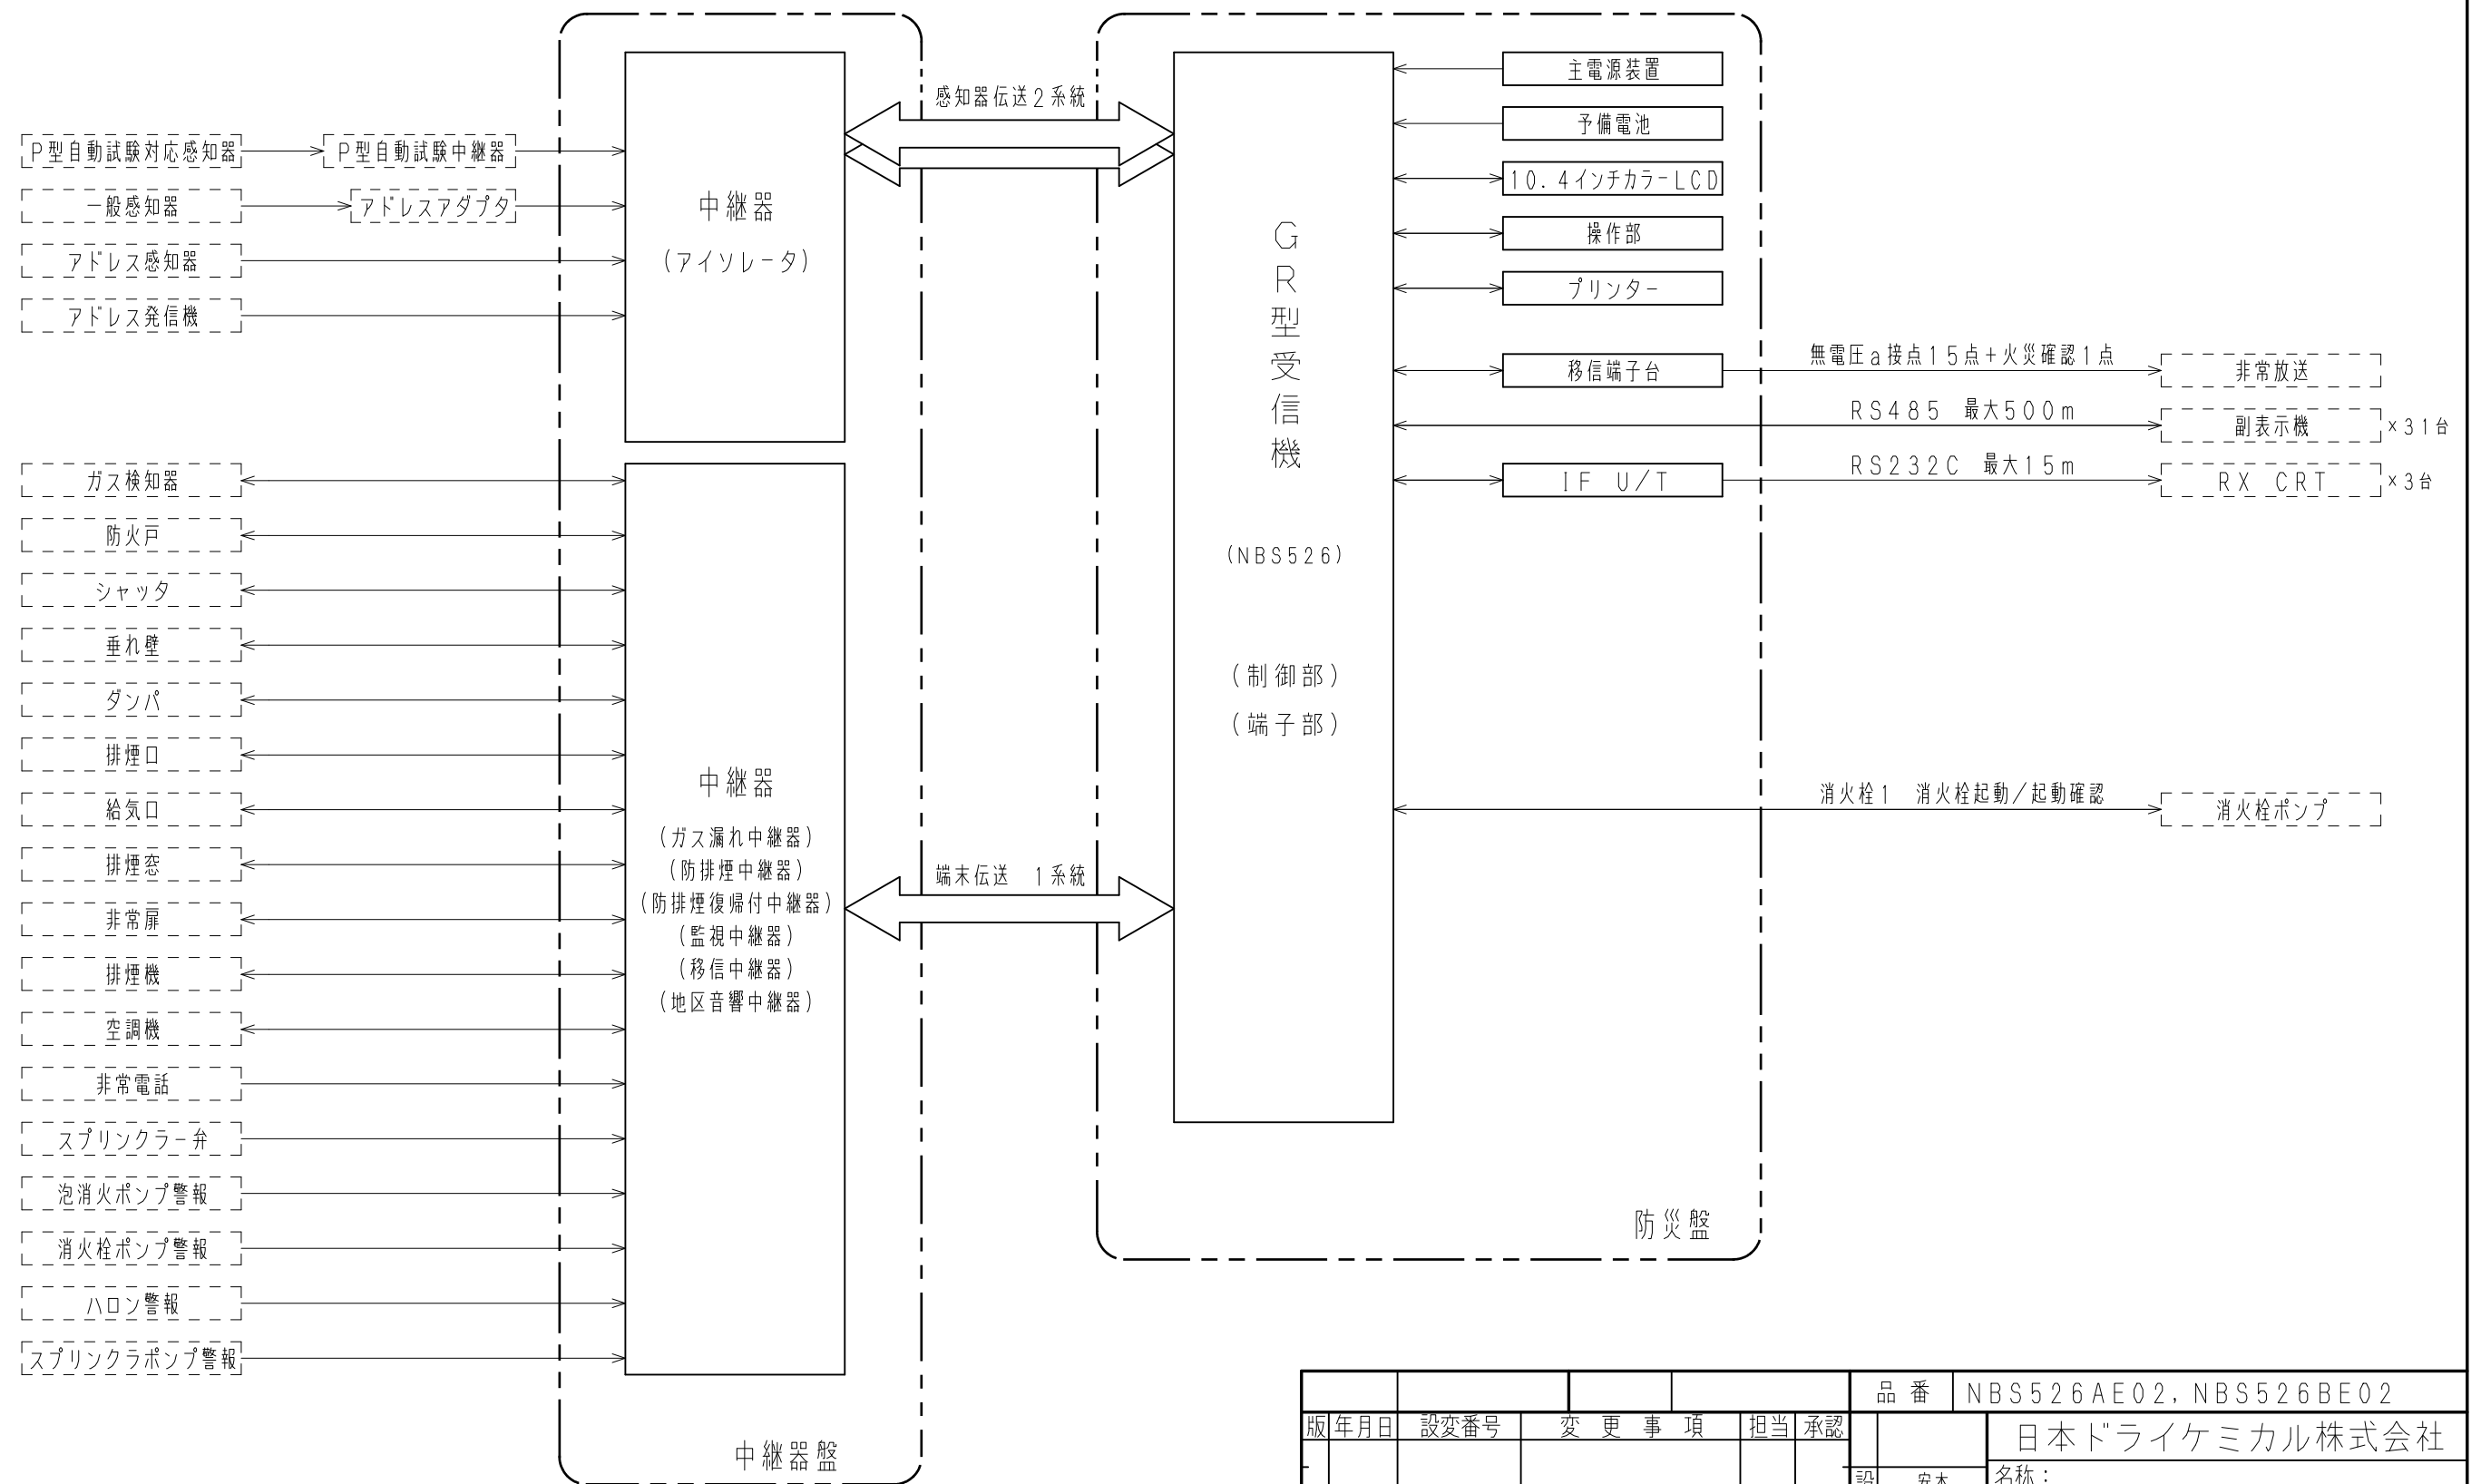 感知器伝送2系統
P型自動試験対応感知器
P型自動試験中継器
一般感知器
アドレスアダプタ
アドレス感知器
アドレス発信機
中継器
(アイソレータ)
ガス検知器
防火戸
シャッタ
垂れ壁
ダンパ
排煙口
給気口
排煙窓
非常扉
排煙機
空調機
非常電話
スプリンクラー弁
泡消火ポンプ警報
消火栓ポンプ警報
ハロン警報
スプリンクラポンプ警報
中継器
(ガス漏れ中継器)
(防排煙中継器)
(防排煙復帰付中継器)
(監視中継器)
(移信中継器)
(地区音響中継器)
中継器盤
端末伝送 1系統
GR型受信機
(NBS526)
(制御部)
(端子部)
主電源装置
予備電池
10.4インチカラーLCD
操作部
プリンター
移信端子台
無電圧a接点15点+火災確認1点
非常放送
RS485 最大500m
副表示機
×31台
IF U/T
RS232C 最大15m
RX CRT
×3台
消火栓1 消火栓起動/起動確認
消火栓ポンプ
防災盤
品番 NBS526AE02,NBS526BE02
版 年月日 設変番号 変更事項 担当 承認
日本ドライケミカル株式会社
名称: